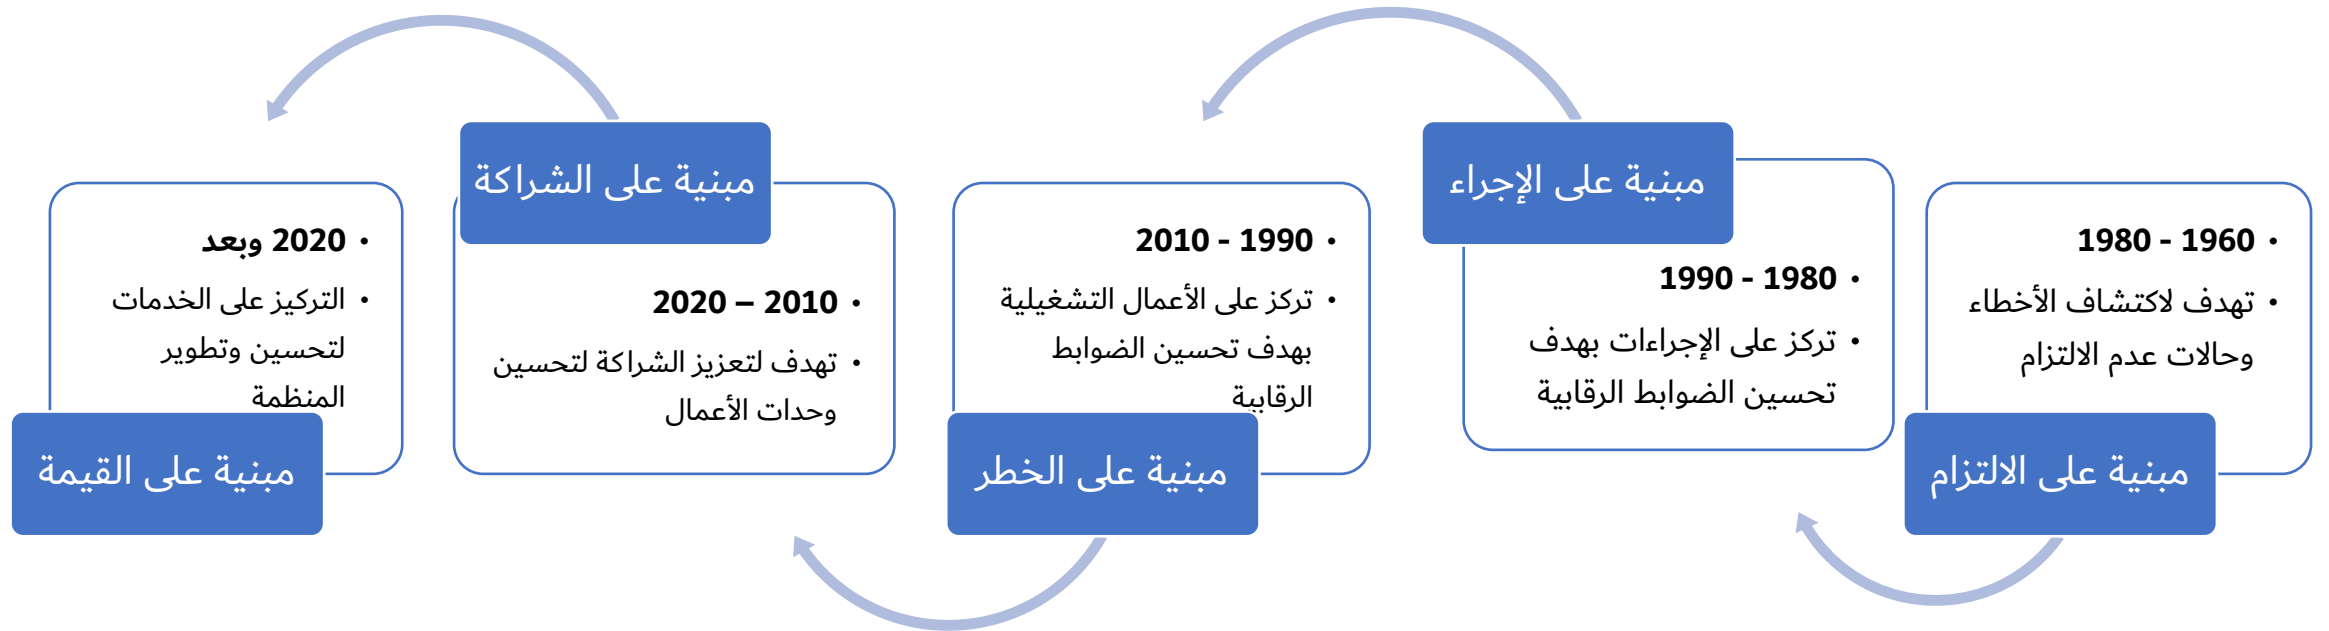 • 1960 - 1980
• تهدف لاكتشاف الأخطاء
وحالات عدم الالتزام
مبنية على الالتزام
مبنية على الإجراء
• 1980 - 1990
• تركز على الإجراءات بهدف
تحسين الضوابط الرقابية
• 1990 - 2010
• تركز على الأعمال التشغيلية
بهدف تحسين الضوابط
الرقابية
مبنية على الخطر
مبنية على الشراكة
• 2010 – 2020
• تهدف لتعزيز الشراكة لتحسين
وحدات الأعمال
• 2020 وبعد
• التركيز على الخدمات
لتحسين وتطوير
المنظمة
مبنية على القيمة